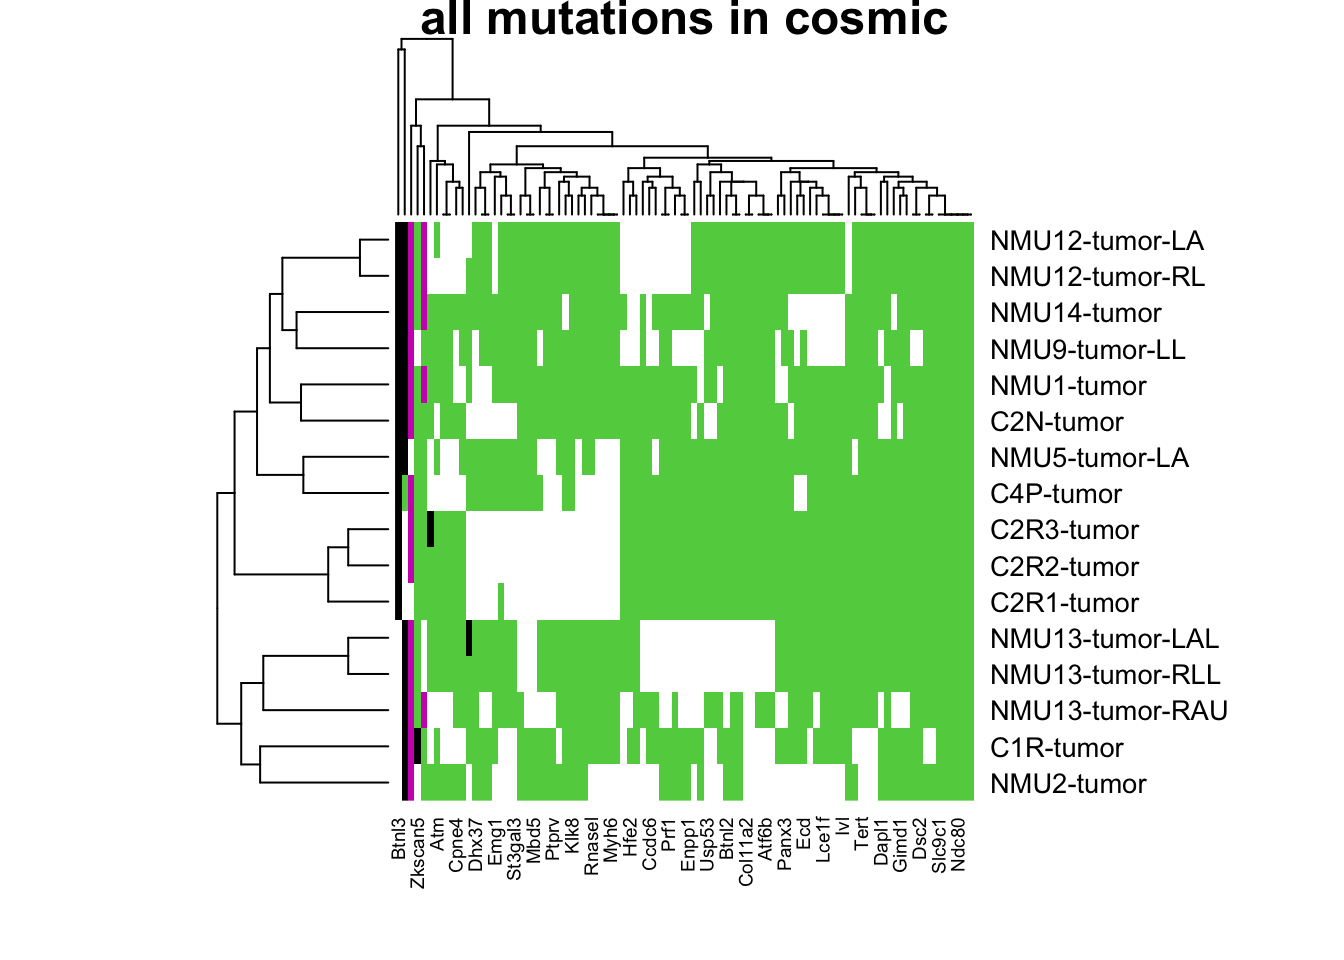 all mutations in cosmic
NMU12-tumor-LA
NMU12-tumor-RL
NMU14-tumor
NMU9-tumor-LL
NMU1-tumor
C2N-tumor
NMU5-tumor-LA
C4P-tumor
C2R3-tumor
C2R2-tumor
C2R1-tumor
NMU13-tumor-LAL
NMU13-tumor-RLL
NMU13-tumor-RAU
C1R-tumor
NMU2-tumor
Btnl3
Zkscan5
Atm
Cpne4
Dhx37
Emg1
St3gal3
Mbd5
Ptprv
Klk8
Rnasel
Myh6
Hfe2
Ccdc6
Prf1
Enpp1
Usp53
Btnl2
Col11a2
Atf6b
Panx3
Ecd
Lce1f
Ivl
Tert
Dapl1
Gimd1
Dsc2
Slc9c1
Ndc80